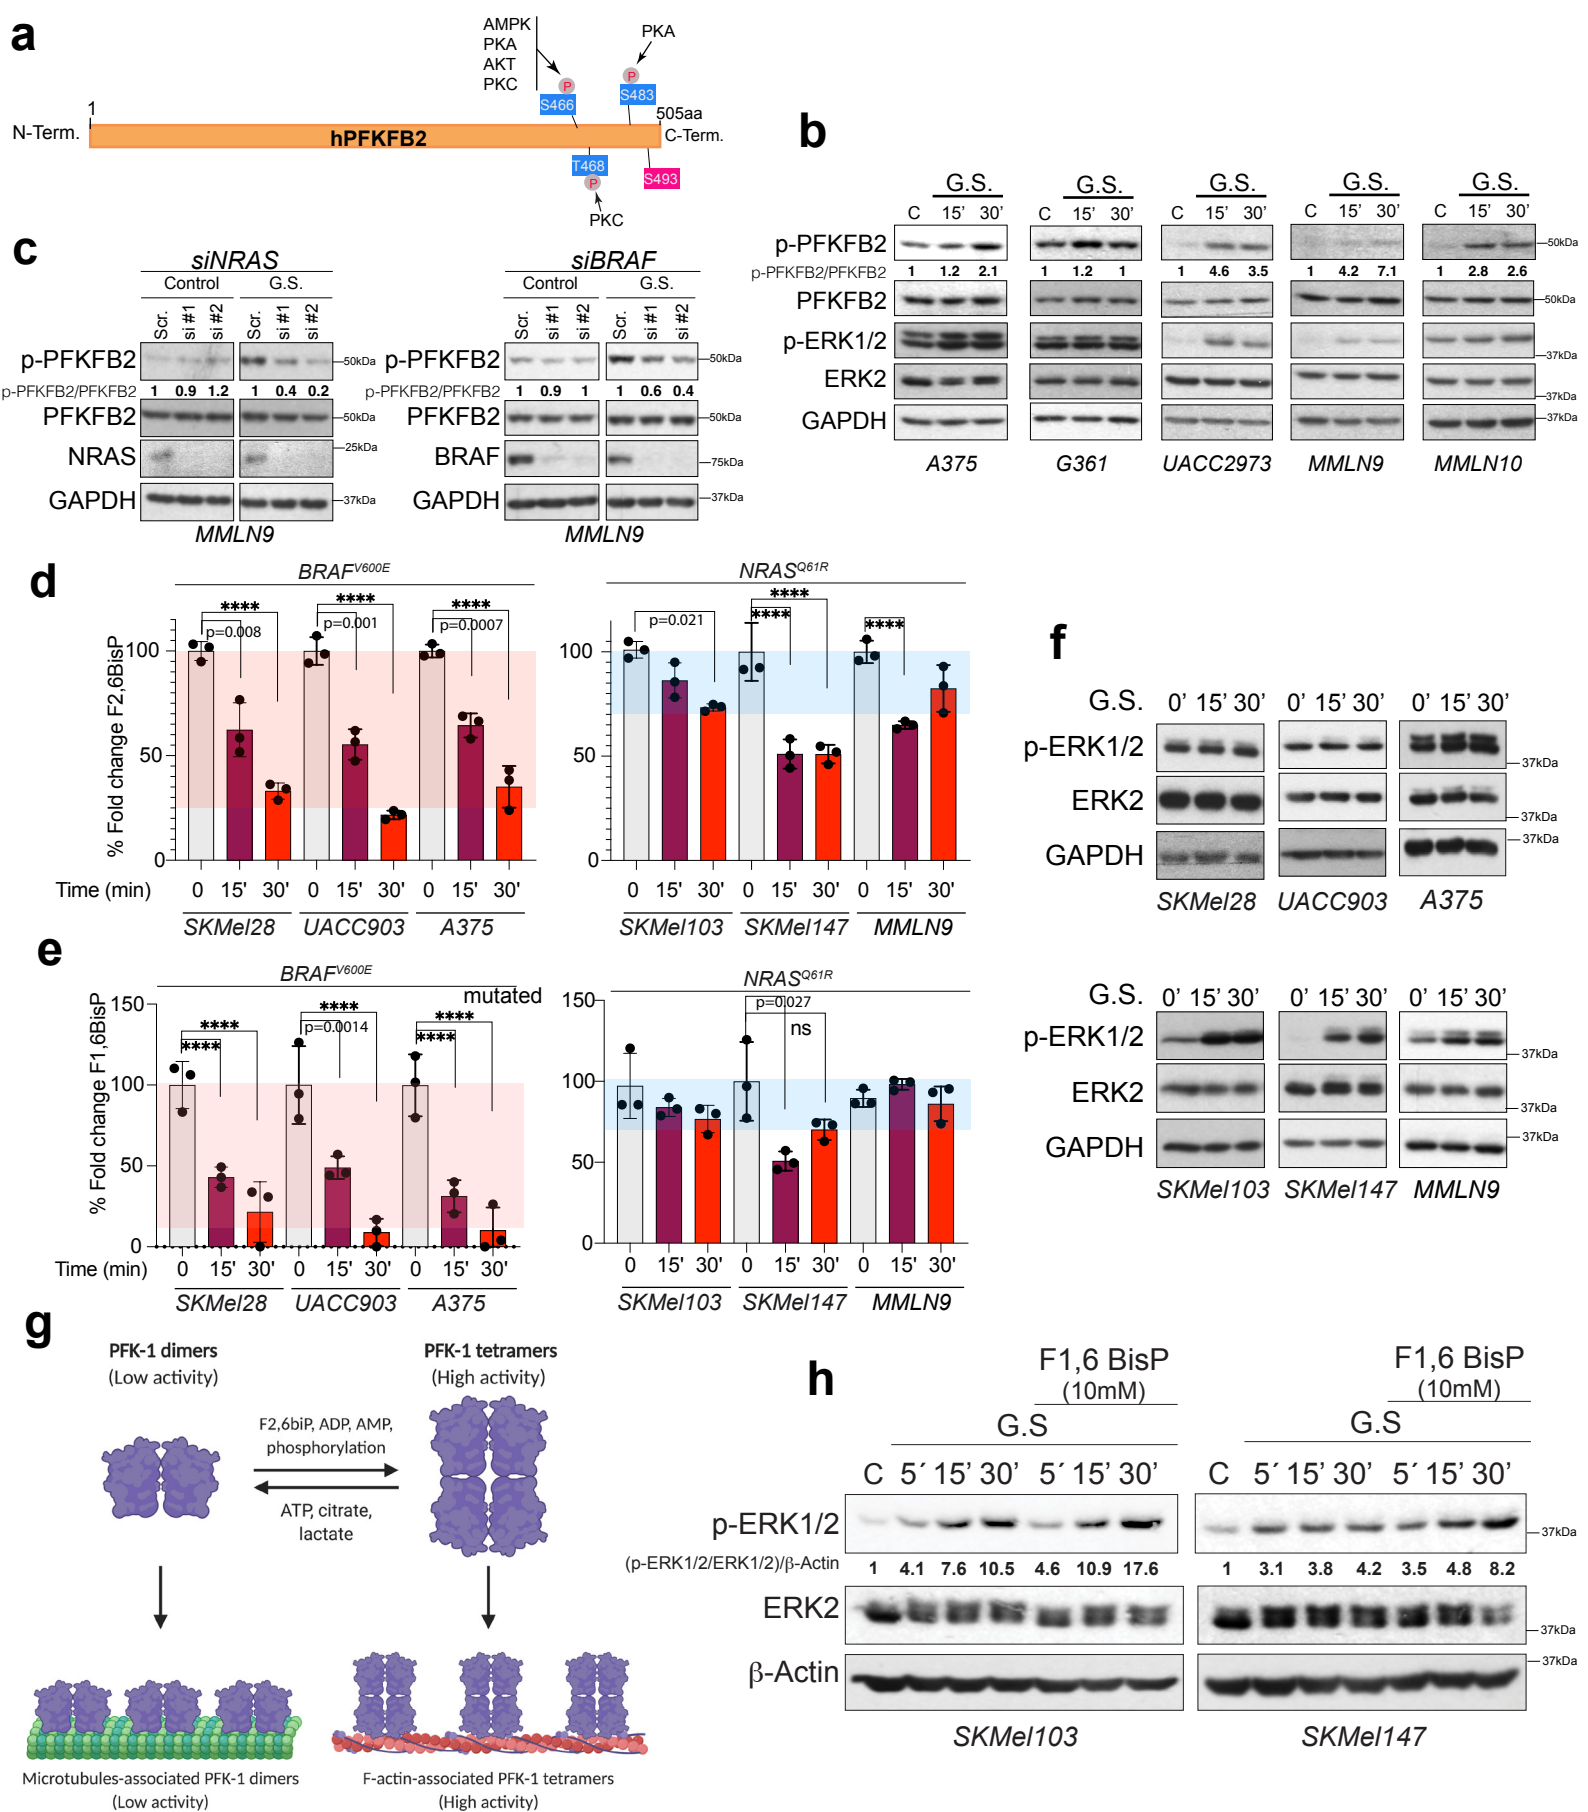 a
AMPK
PKA
AKT
PKC
PKA
P
P
S466
S483
1
505aa
N-Term.
hPFKFB2
C-Term.
T468
S493
P
PKC
b
G.S. G.S. G.S. G.S. G.S.
C 15' 30' C 15' 30' C 15' 30' C 15' 30' C 15' 30'
p-PFKFB2
50kDa
p-PFKFB2/PFKFB2 1 1.2 2.1 1 1.2 1 1 4.6 3.5 1 4.2 7.1 1 2.8 2.6
PFKFB2
50kDa
p-ERK1/2
37kDa
ERK2
37kDa
GAPDH
37kDa
A375 G361 UACC2973 MMLN9 MMLN10
c
siNRAS
Control G.S.
Scr. si #1 si #2 Scr. si #1 si #2
p-PFKFB2 50kDa
p-PFKFB2/PFKFB2 1 0.9 1.2 1 0.4 0.2
PFKFB2 50kDa
NRAS 25kDa
GAPDH 37kDa
MMLN9
siBRAF
Control G.S.
Scr. si #1 si #2 Scr. si #1 si #2
p-PFKFB2 50kDa
p-PFKFB2/PFKFB2 1 0.9 1 1 0.6 0.4
PFKFB2 50kDa
BRAF 75kDa
GAPDH 37kDa
MMLN9
d
BRAFV600E
**** **** ****
p=0.008 p=0.001 p=0.0007
% Fold change F2,6BisP
100
50
0
Time (min) 0 15' 30' 0 15' 30' 0 15' 30'
SKMel28 UACC903 A375
NRASQ61R
p=0.021 **** **** ****
100
50
0
0 15' 30' 0 15' 30' 0 15' 30'
SKMel103 SKMel147 MMLN9
e
BRAFV600E
mutated
**** **** ****
**** p=0.0014 ****
% Fold change F1,6BisP
150
100
50
0
Time (min) 0 15' 30' 0 15' 30' 0 15' 30'
SKMel28 UACC903 A375
NRASQ61R
p=0.027
ns
150
100
50
0
0 15' 30' 0 15' 30' 0 15' 30'
SKMel103 SKMel147 MMLN9
f
G.S. 0' 15' 30' 0' 15' 30' 0' 15' 30'
p-ERK1/2 37kDa
ERK2 37kDa
GAPDH 37kDa
SKMel28 UACC903 A375
G.S. 0' 15' 30' 0' 15' 30' 0' 15' 30'
p-ERK1/2 37kDa
ERK2 37kDa
GAPDH 37kDa
SKMel103 SKMel147 MMLN9
g
PFK-1 dimers
(Low activity)
PFK-1 tetramers
(High activity)
F2,6biP, ADP, AMP,
phosphorylation
ATP, citrate,
lactate
Microtubules-associated PFK-1 dimers
(Low activity)
F-actin-associated PFK-1 tetramers
(High activity)
h
F1,6 BisP
(10mM)
G.S
C 5´ 15' 30' 5´ 15' 30'
F1,6 BisP
(10mM)
G.S
C 5´ 15' 30' 5´ 15' 30'
p-ERK1/2 37kDa
(p-ERK1/2/ERK1/2)/β-Actin 1 4.1 7.6 10.5 4.6 10.9 17.6 1 3.1 3.8 4.2 3.5 4.8 8.2
ERK2 37kDa
β-Actin 37kDa
SKMel103 SKMel147